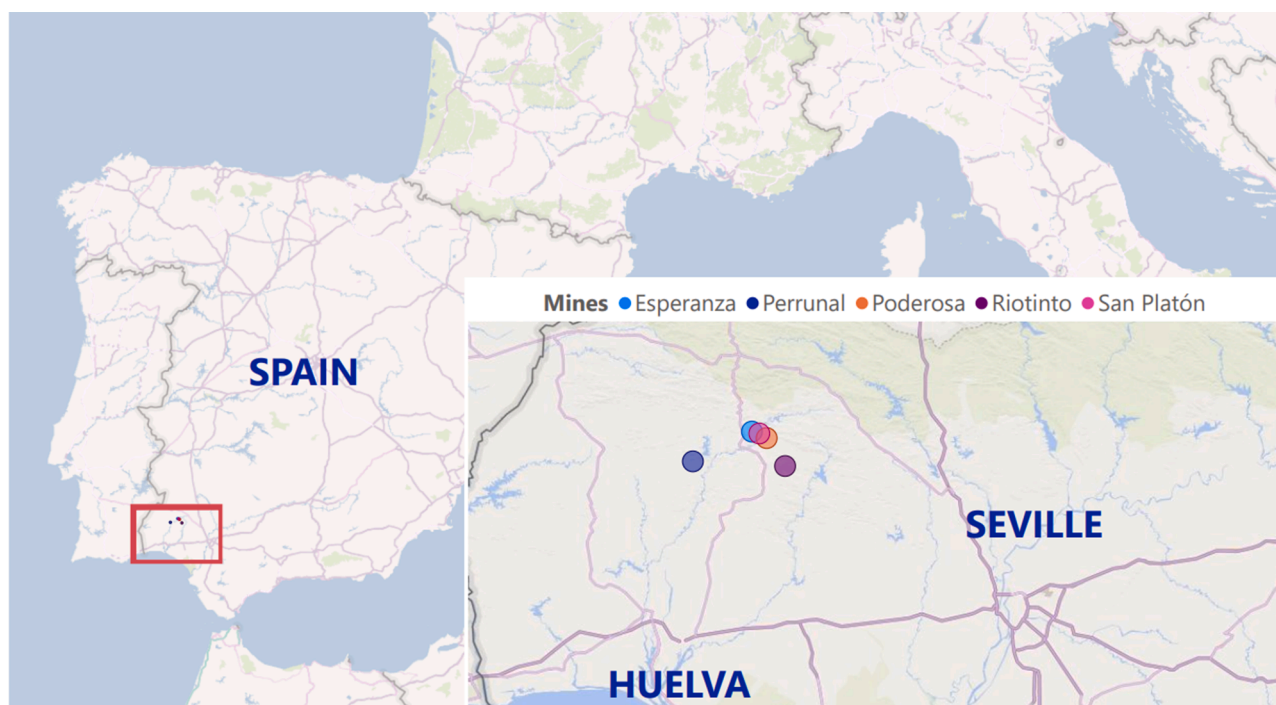 Mines Esperanza Perrunal Poderosa Riotinto San Platón
SPAIN
SEVILLE
HUELVA